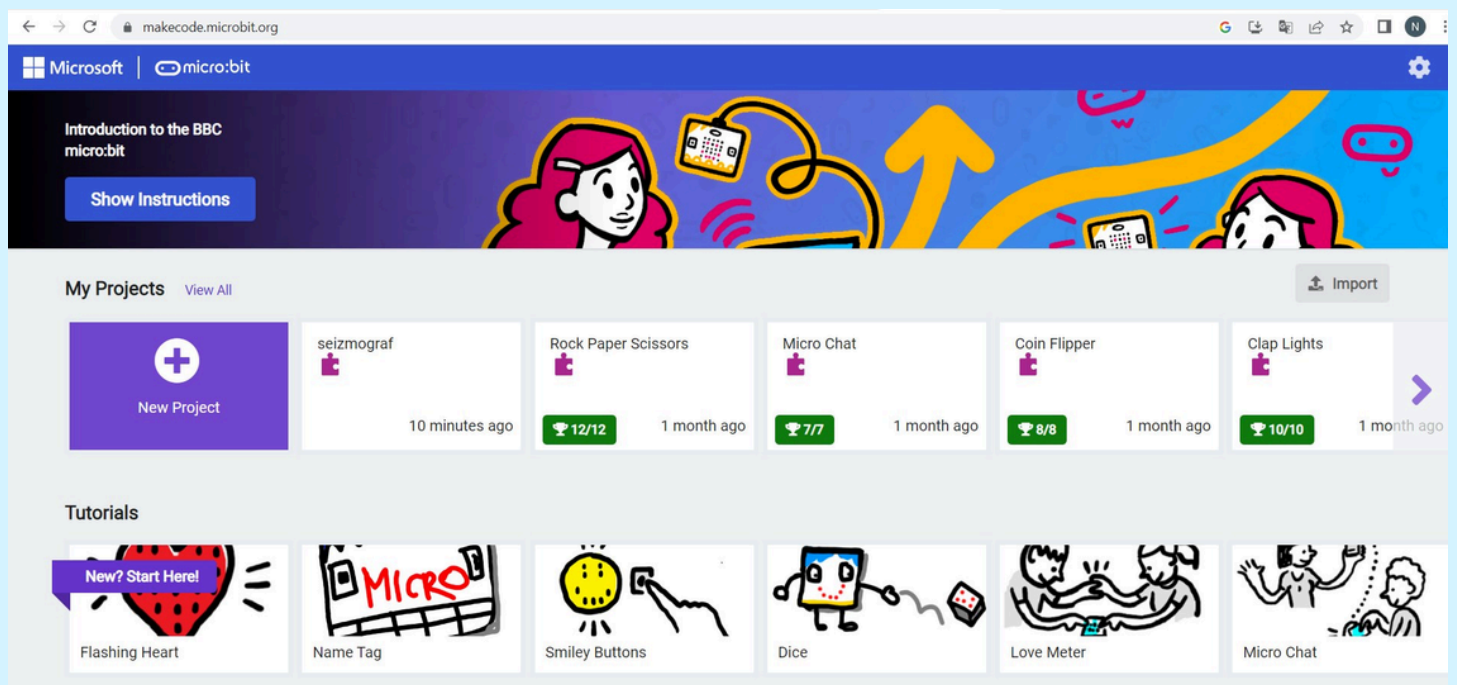 makecode.microbit.org
G
N
Microsoft
micro:bit
Introduction to the BBC
micro:bit
Show Instructions
My Projects View All
Import
New Project
seizmograf
10 minutes ago
Rock Paper Scissors
12/12 1 month ago
Micro Chat
7/7 1 month ago
Coin Flipper
8/8 1 month ago
Clap Lights
10/10 1 month ago
Tutorials
New? Start Here!
Flashing Heart
MICRO
Name Tag
Smiley Buttons
Dice
Love Meter
Micro Chat